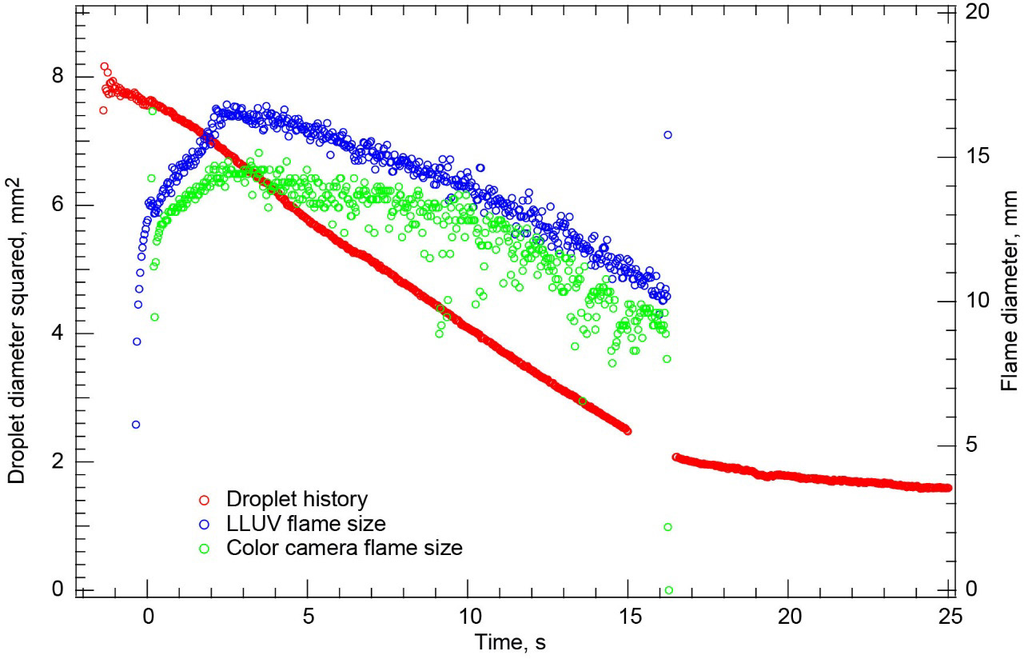 20
8
15
6
10
4
5
2
0
0
0
5
10
15
20
25
Droplet diameter squared, mm2
Flame diameter, mm
Time, s
Droplet history
LLUV flame size
Color camera flame size